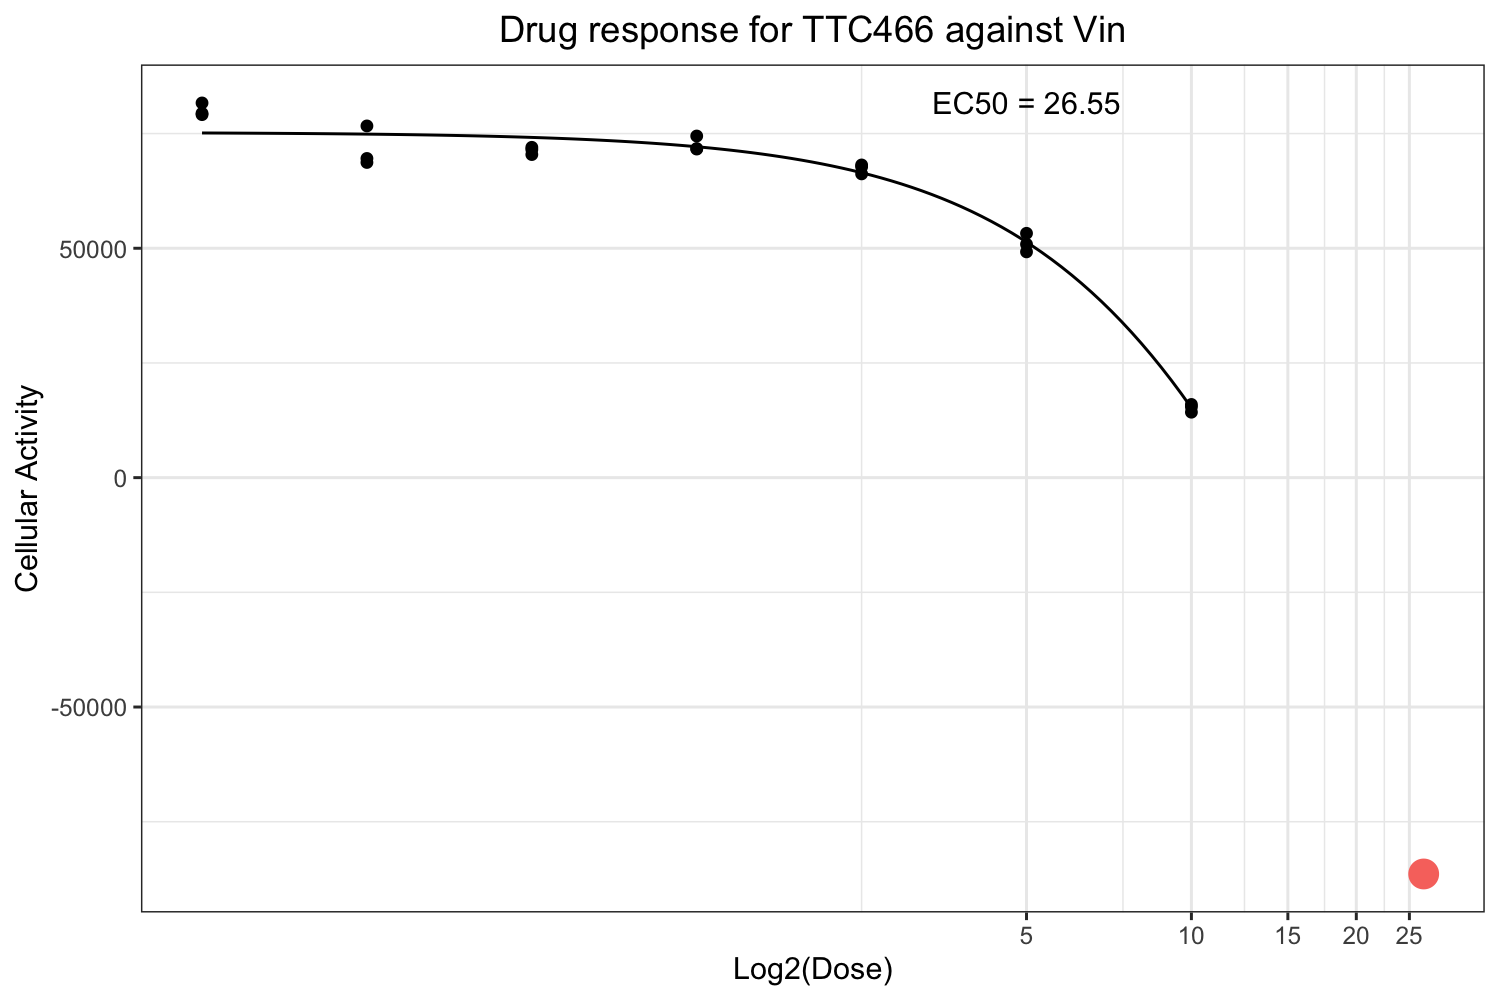 Drug response for TTC466 against Vin
EC50 = 26.55
Cellular Activity
50000
0
-50000
5 10 15 20 25
Log2(Dose)